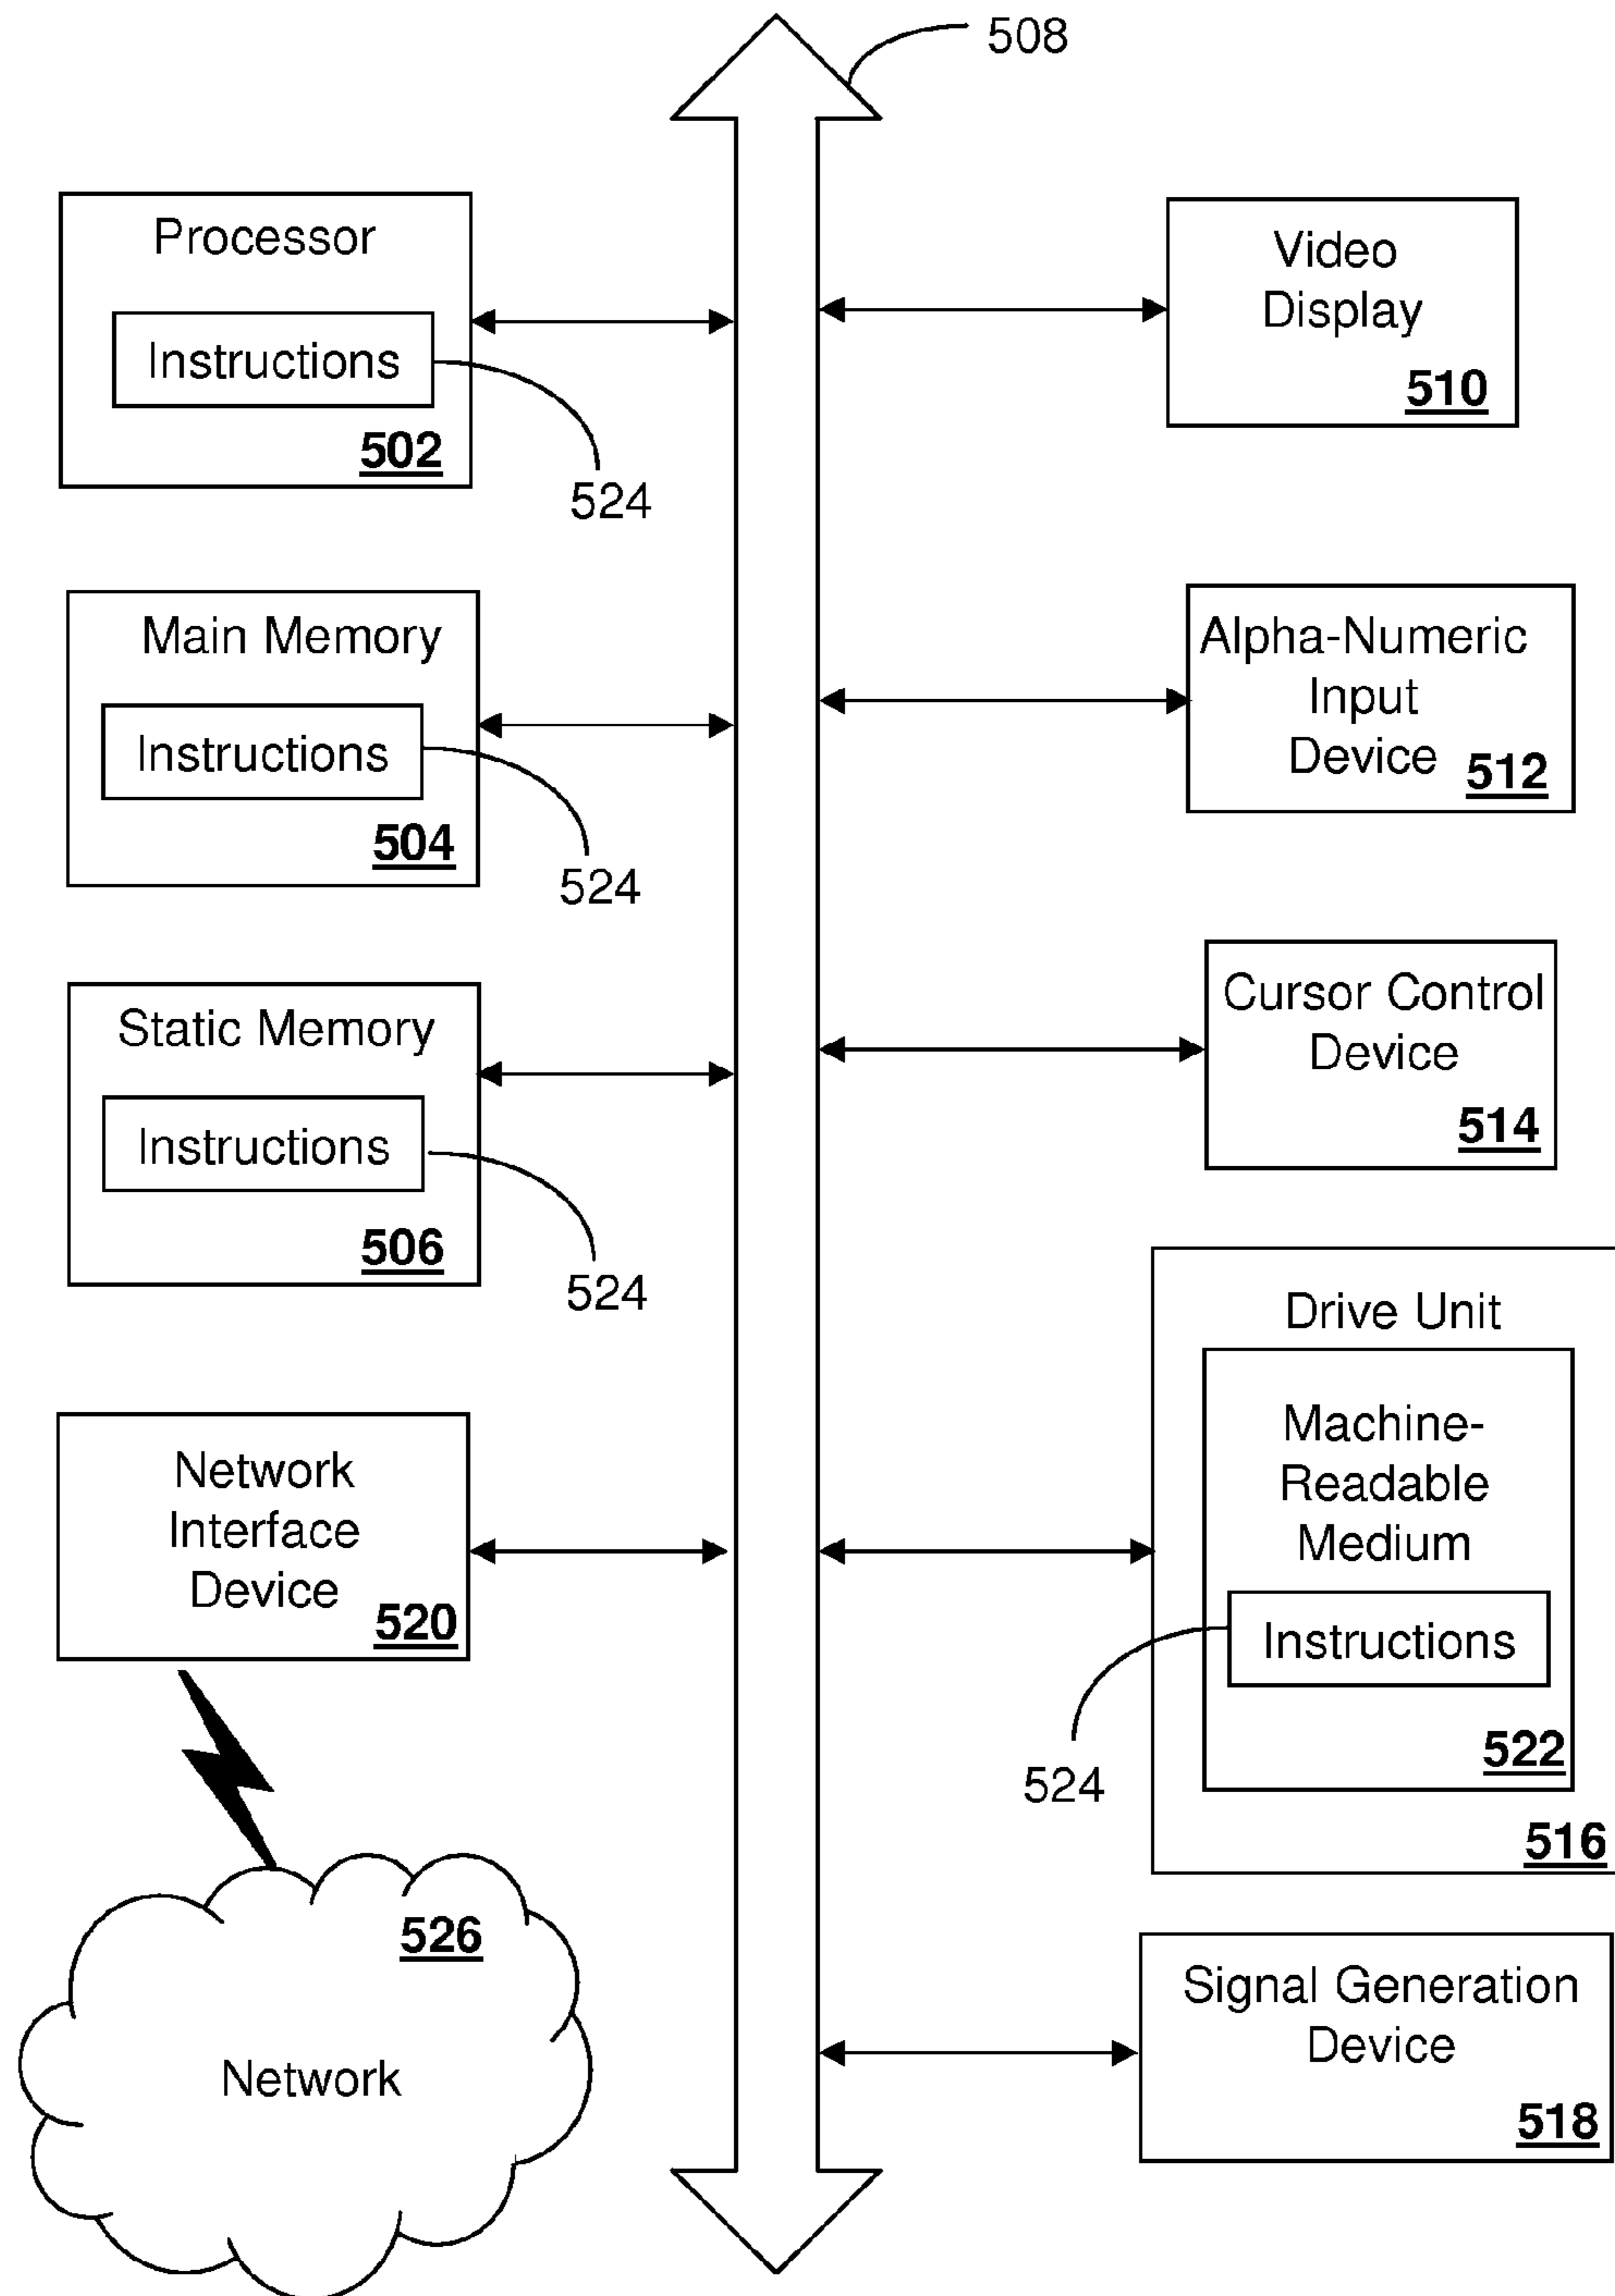 508
Processor
Instructions
502
524
Main Memory
Instructions
504
524
Static Memory
Instructions
506
524
Network
Interface
Device
520
526
Network
Video
Display
510
Alpha-Numeric
Input
Device
512
Cursor Control
Device
514
Drive Unit
Machine-
Readable
Medium
Instructions
522
524
516
Signal Generation
Device
518